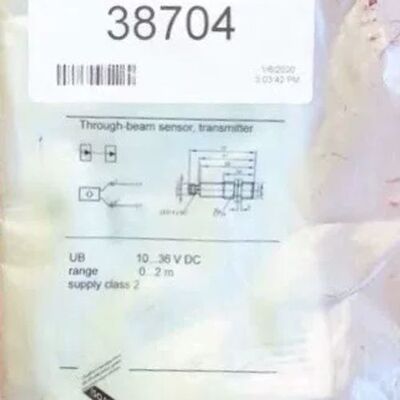 38704
1/6/2020
3:03:42 PM
Through-beam sensor, transmitter
UB 10...36 V DC
range 0...2 m
supply class 2